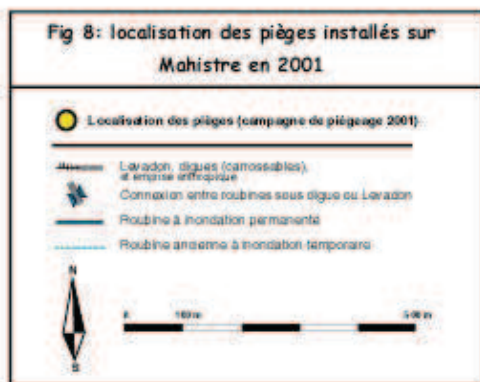 Fig 8: localisation des pièges installés sur
Mahistre en 2001
Localisation des pièges (campagne de piégeage 2001)
Levadon, digues (carrossables),
et emprise anthropique
Connexion entre roubines sous digue ou Levadon
Roubine à inondation permanente
Roubine ancienne à inondation temporaire
N
S
0 100 m 500 m